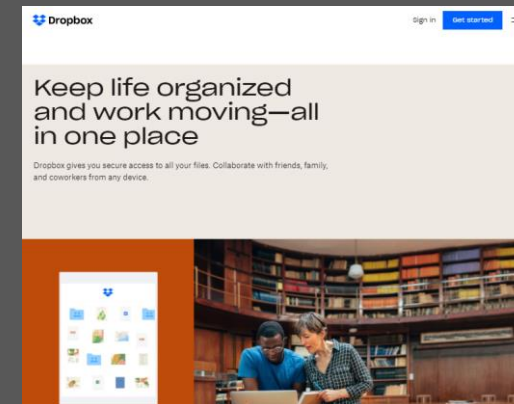 Dropbox
Sign in
Get started
Keep life organized
and work moving—all
in one place
Dropbox gives you secure access to all your files. Collaborate with friends, family,
and coworkers from any device.